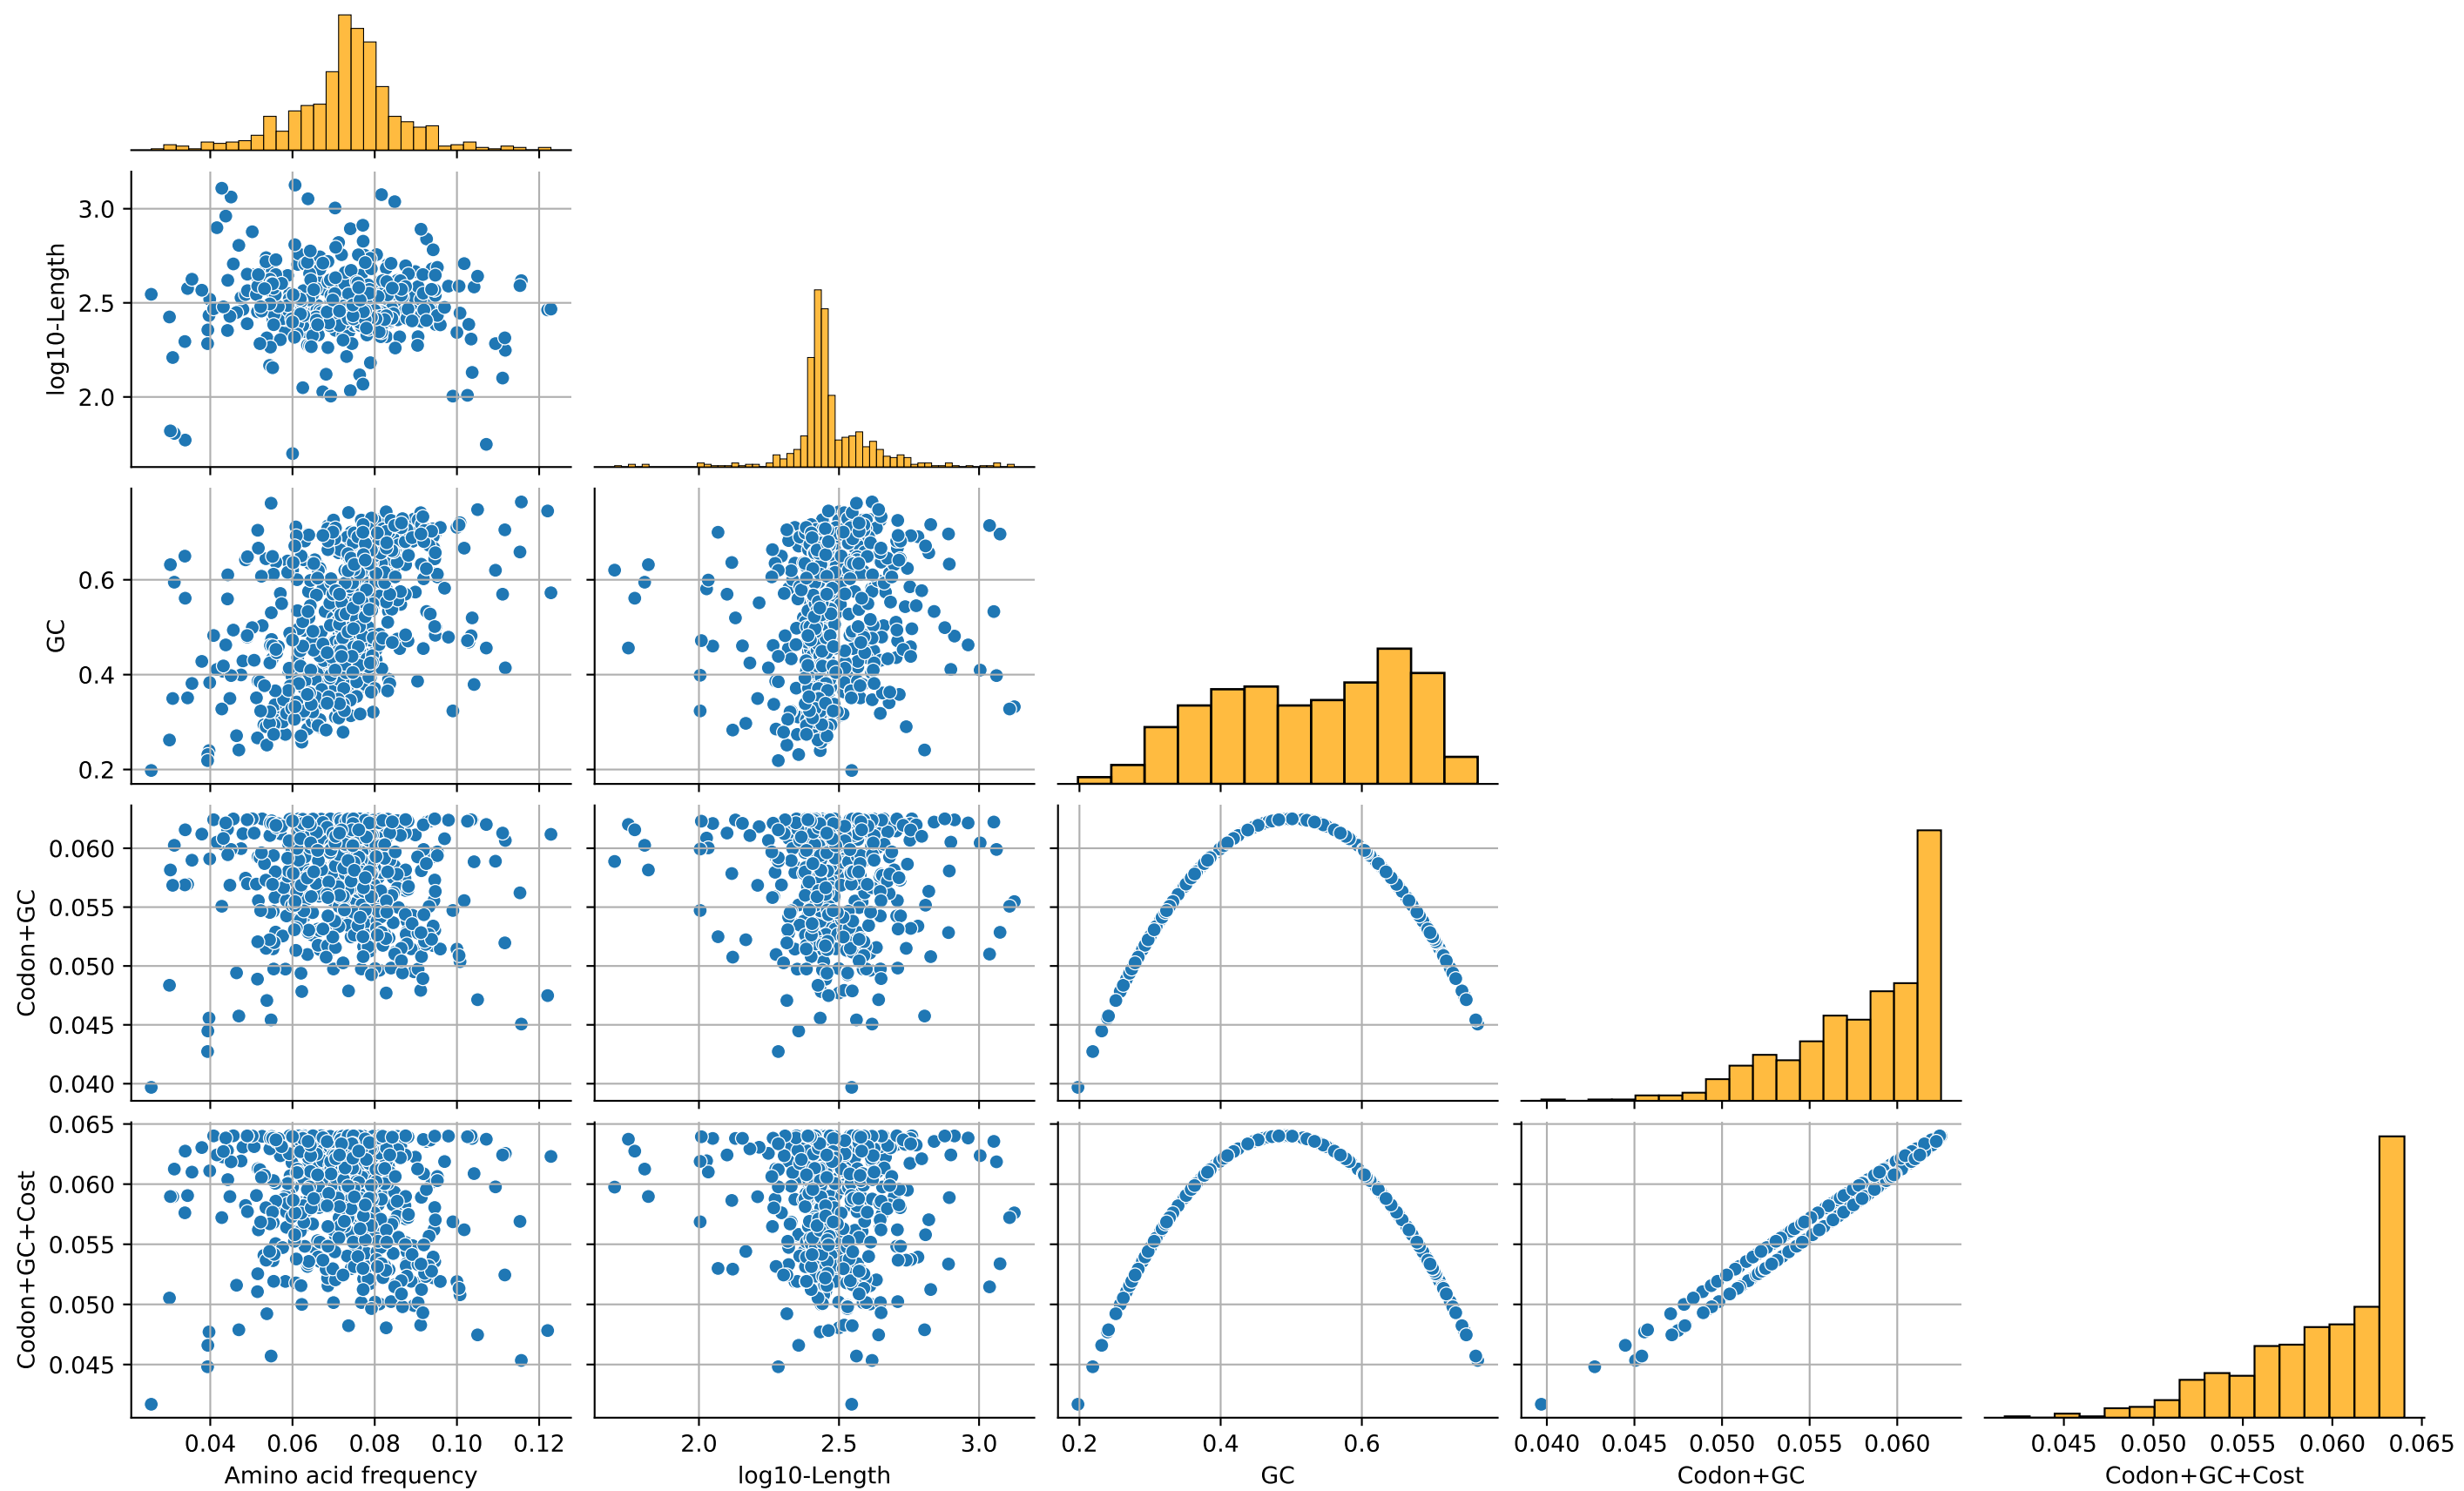 3.0
2.5
2.0
log10-Length
0.6
0.4
0.2
GC
0.060
0.055
0.050
0.045
0.040
Codon+GC
0.065
0.060
0.055
0.050
0.045
Codon+GC+Cost
0.04 0.06 0.08 0.10 0.12
Amino acid frequency
2.0 2.5 3.0
log10-Length
0.2 0.4 0.6
GC
0.040 0.045 0.050 0.055 0.060
Codon+GC
0.045 0.050 0.055 0.060 0.065
Codon+GC+Cost